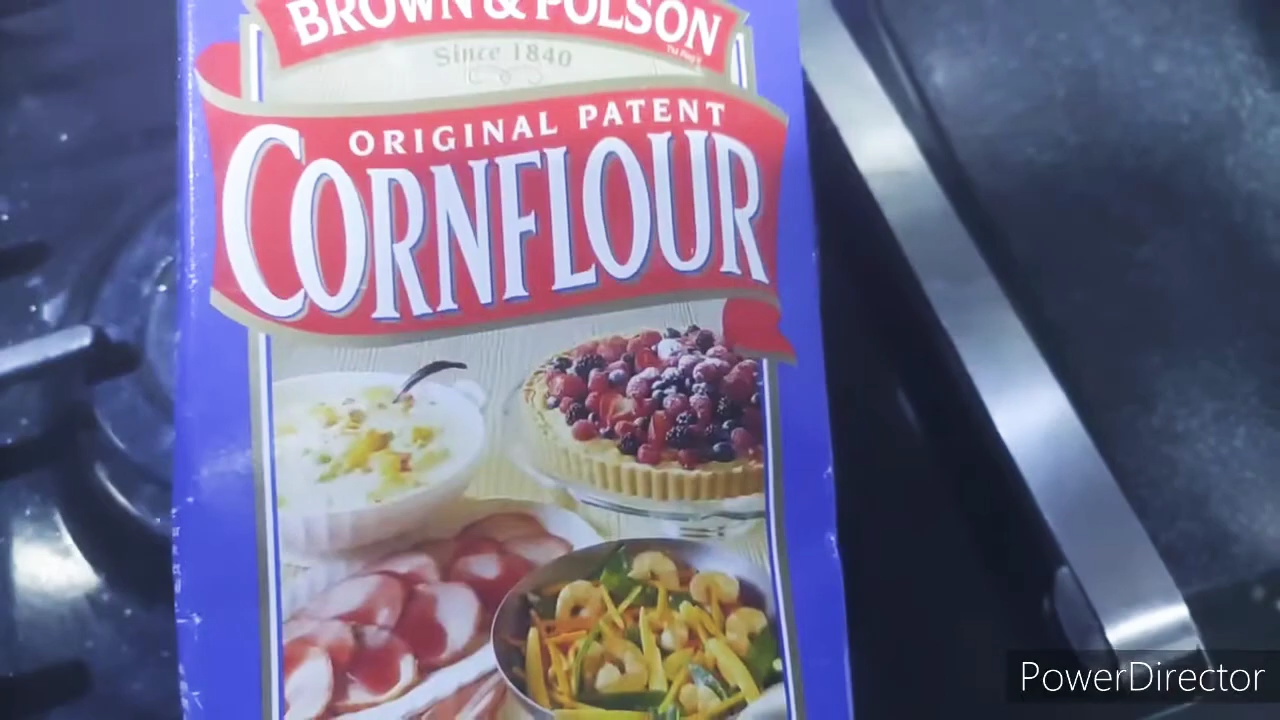 BROWN & POLSON
Since 1840
ORIGINAL PATENT
CORNFLOUR
PowerDirector